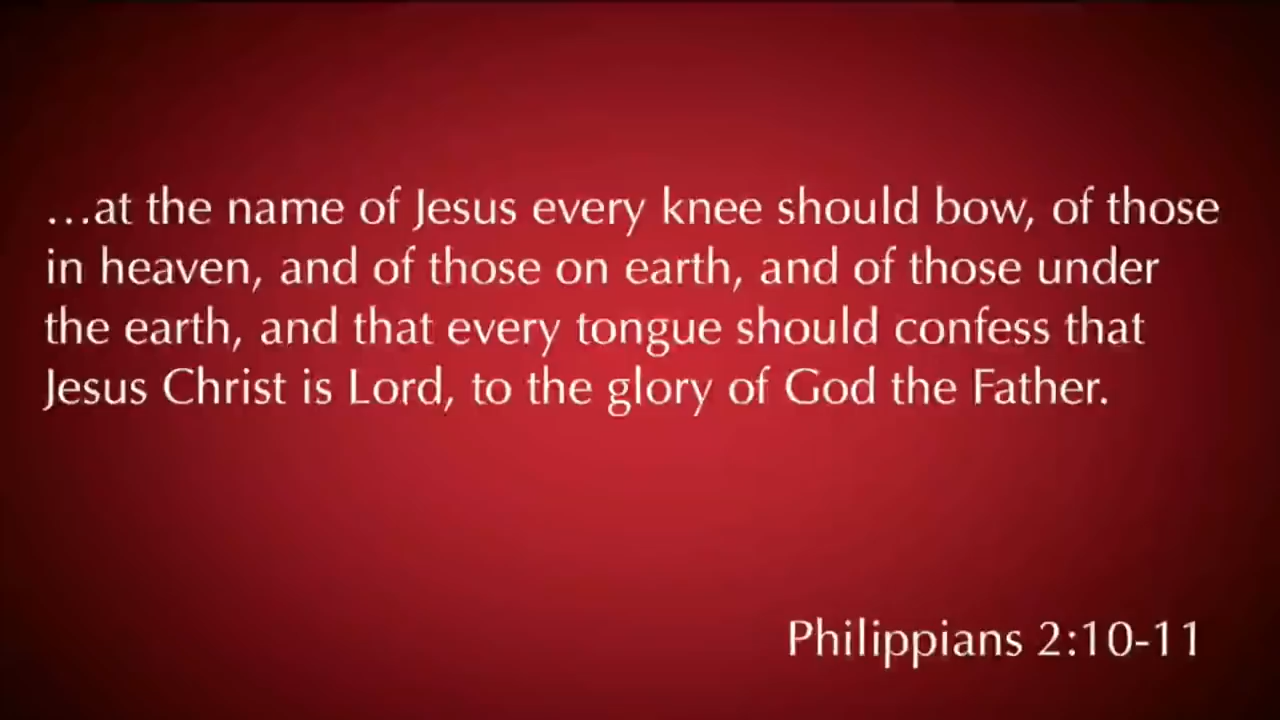 …at the name of Jesus every knee should bow, of those
in heaven, and of those on earth, and of those under
the earth, and that every tongue should confess that
Jesus Christ is Lord, to the glory of God the Father.
Philippians 2:10-11